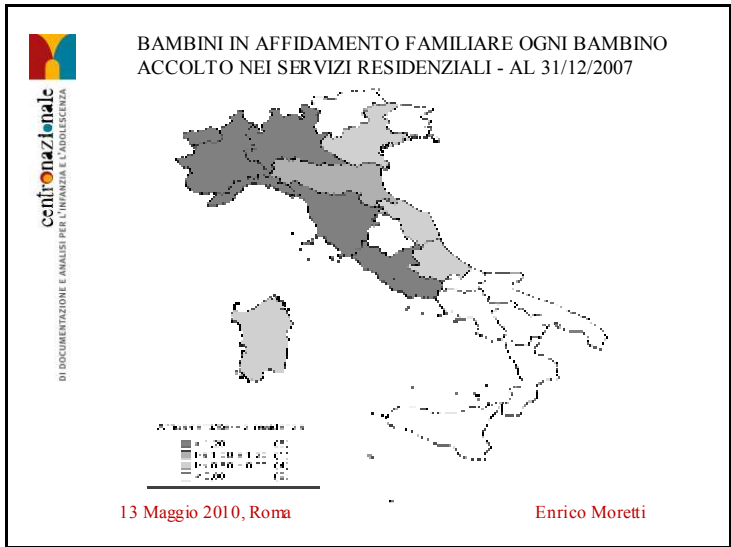 BAMBINI IN AFFIDAMENTO FAMILIARE OGNI BAMBINO
ACCOLTO NEI SERVIZI RESIDENZIALI - AL 31/12/2007
centronazionale
DI DOCUMENTAZIONE E ANALISI PER L'INFANZIA E L'ADOLESCENZA
13 Maggio 2010, Roma
Enrico Moretti